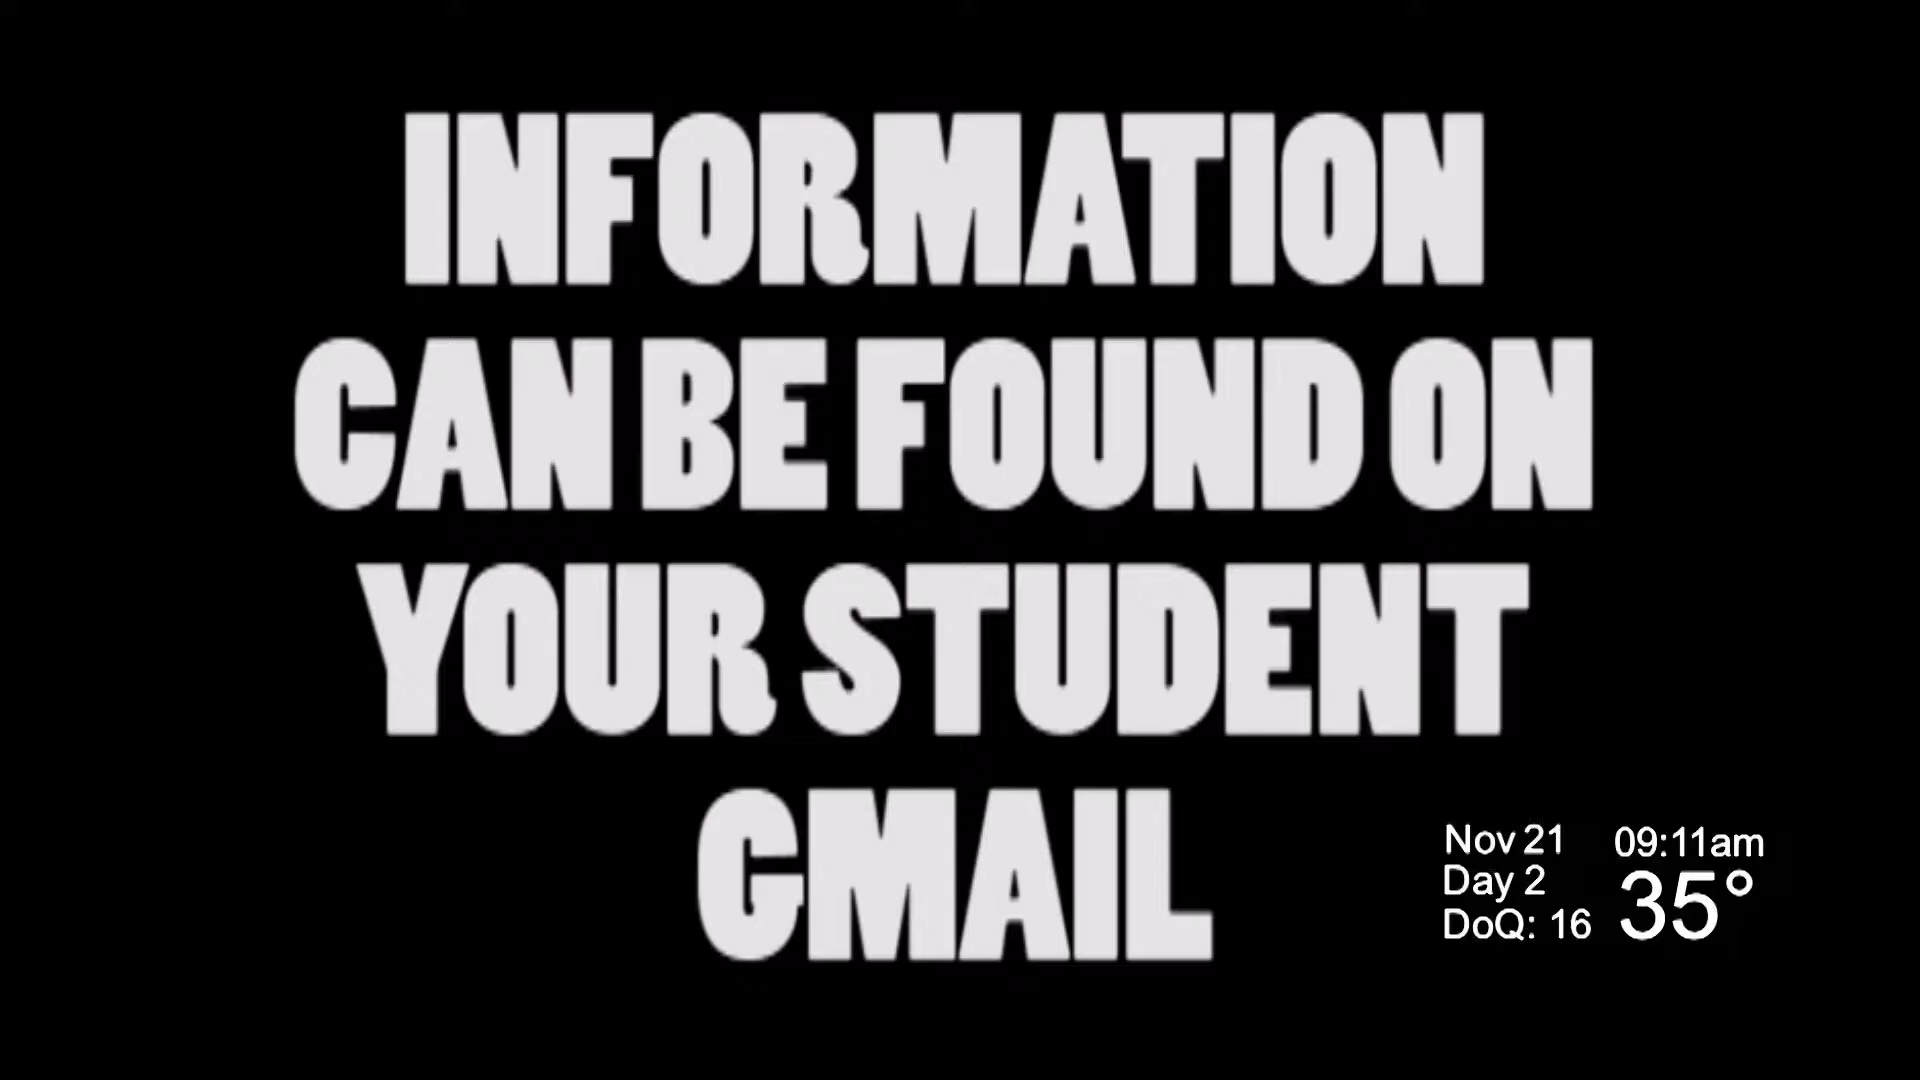 INFORMATION
CAN BE FOUND ON
YOUR STUDENT
GMAIL
Nov 21
Day 2
DoQ: 16
09:11am
35°